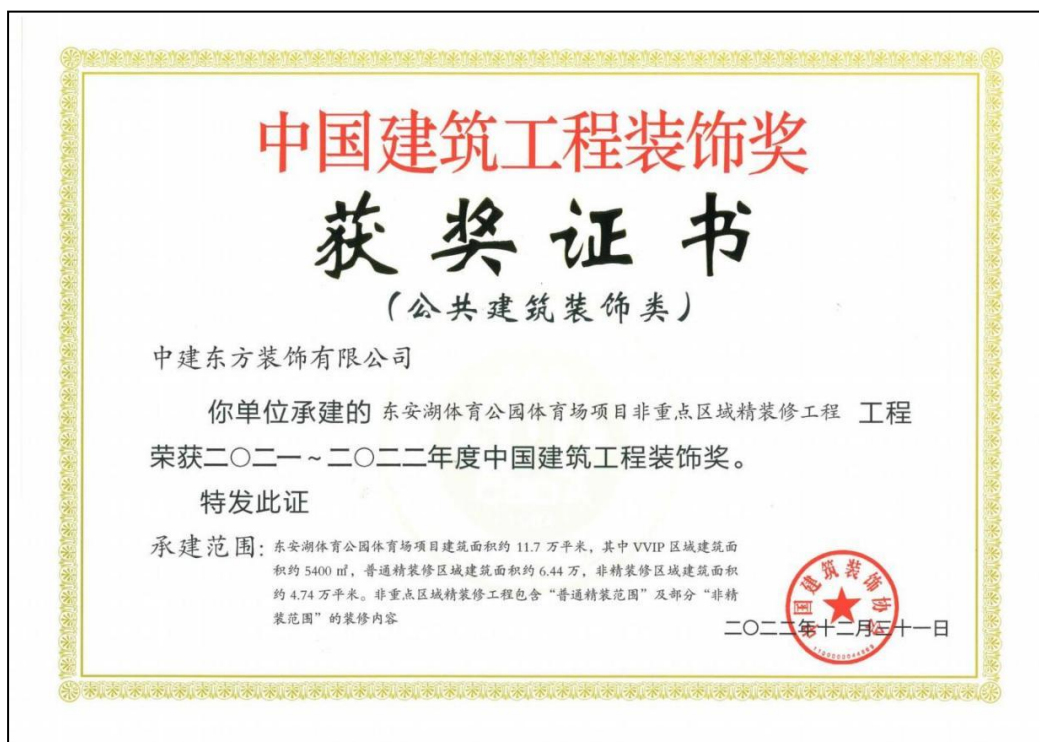 中国建筑工程装饰奖
获奖证书
（公共建筑装饰类）
中建东方装饰有限公司
你单位承建的 东安湖体育公园体育场项目非重点区域精装修工程 工程
荣获二〇二一～二〇二二年度中国建筑工程装饰奖。
特发此证
承建范围：东安湖体育公园体育场项目建筑面积约 11.7 万平米，其中 VVIP 区域建筑面
积约 5400 ㎡，普通精装修区域建筑面积约 6.44 万，非精装修区域建筑面积
约 4.74 万平米。非重点区域精装修工程包含“普通精装范围”及部分“非精
装范围”的装修内容
中国建筑装饰协会
二〇二二年十二月三十一日